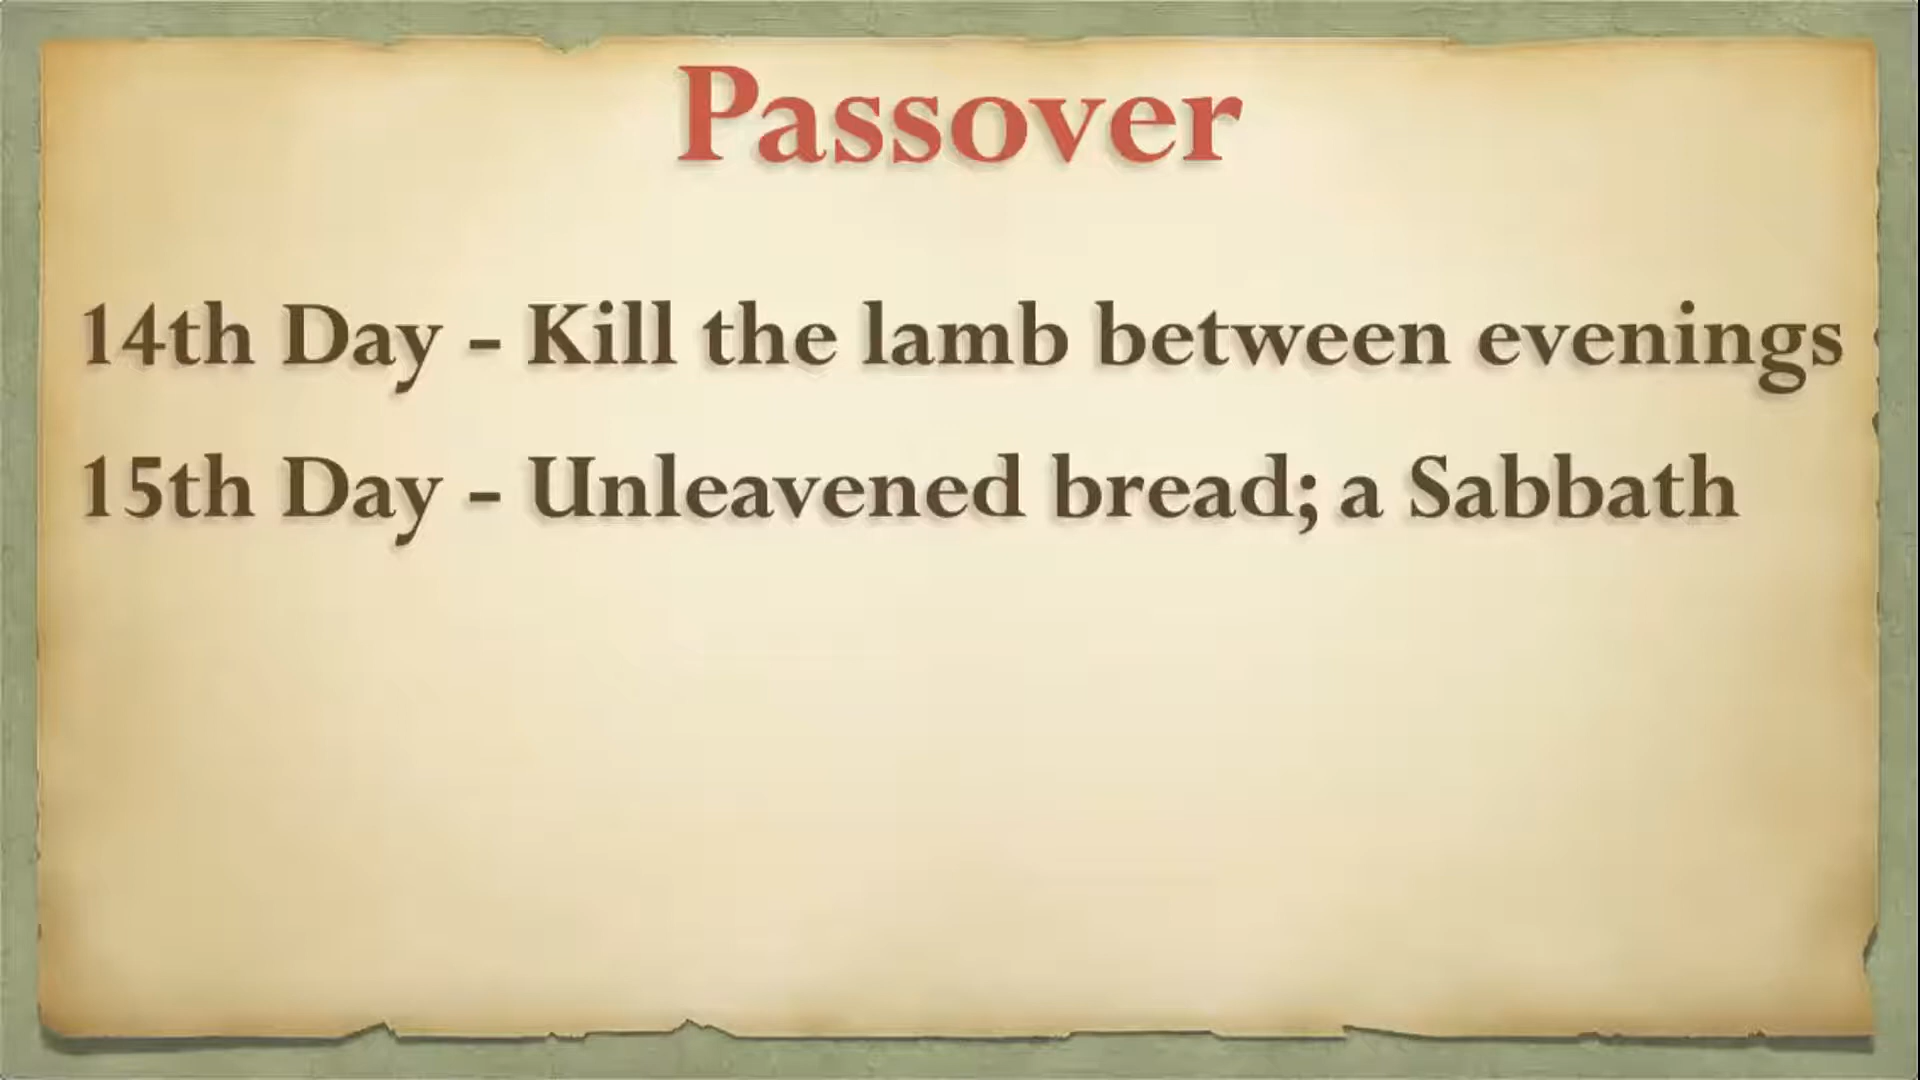 Passover
14th Day - Kill the lamb between evenings
15th Day - Unleavened bread; a Sabbath